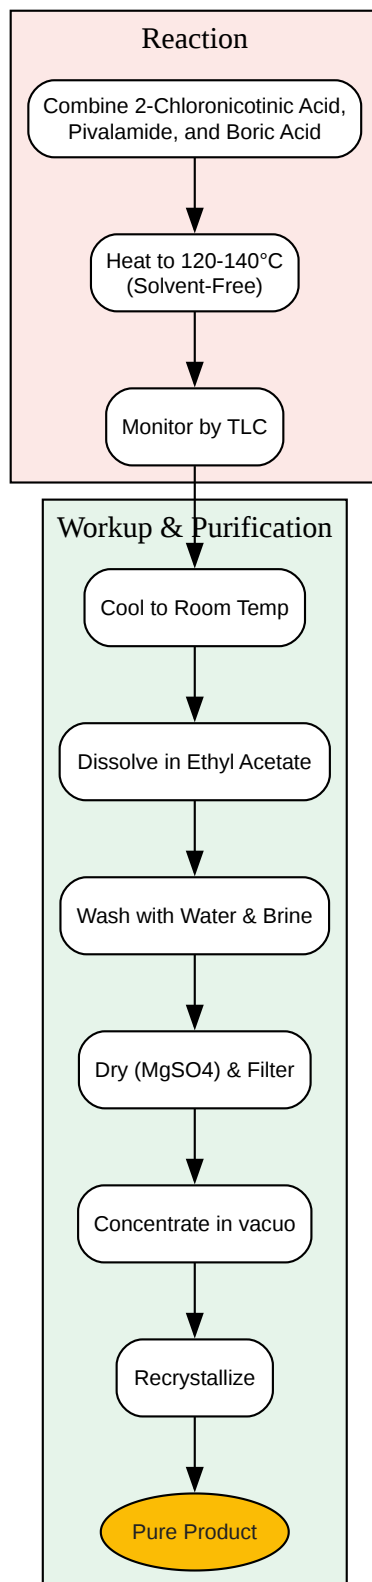 Reaction
Combine 2-Chloronicotinic Acid,
Pivalamide, and Boric Acid
Heat to 120-140°C
(Solvent-Free)
Monitor by TLC
Workup & Purification
Cool to Room Temp
Dissolve in Ethyl Acetate
Wash with Water & Brine
Dry (MgSO4) & Filter
Concentrate in vacuo
Recrystallize
Pure Product